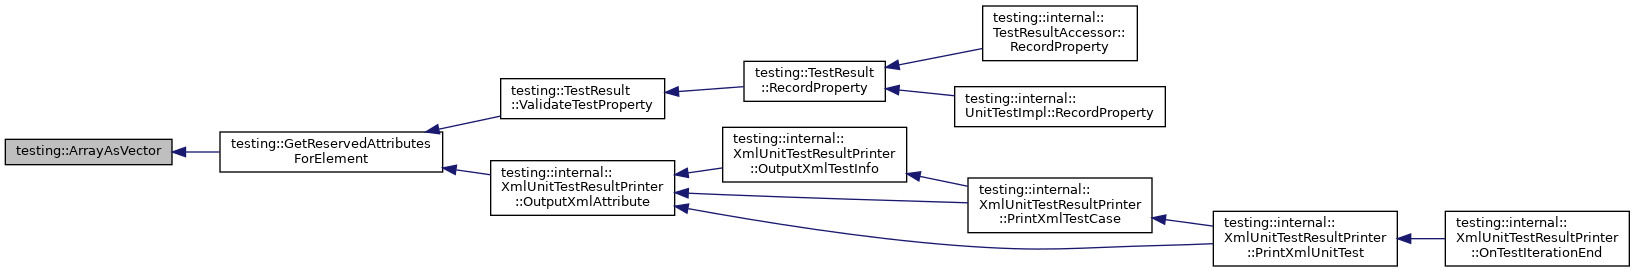 testing::ArrayAsVector
testing::GetReservedAttributes
ForElement
testing::TestResult
::ValidateTestProperty
testing::TestResult
::RecordProperty
testing::internal::
TestResultAccessor::
RecordProperty
testing::internal::
UnitTestImpl::RecordProperty
testing::internal::
XmlUnitTestResultPrinter
::OutputXmlAttribute
testing::internal::
XmlUnitTestResultPrinter
::OutputXmlTestInfo
testing::internal::
XmlUnitTestResultPrinter
::PrintXmlTestCase
testing::internal::
XmlUnitTestResultPrinter
::PrintXmlUnitTest
testing::internal::
XmlUnitTestResultPrinter
::OnTestIterationEnd